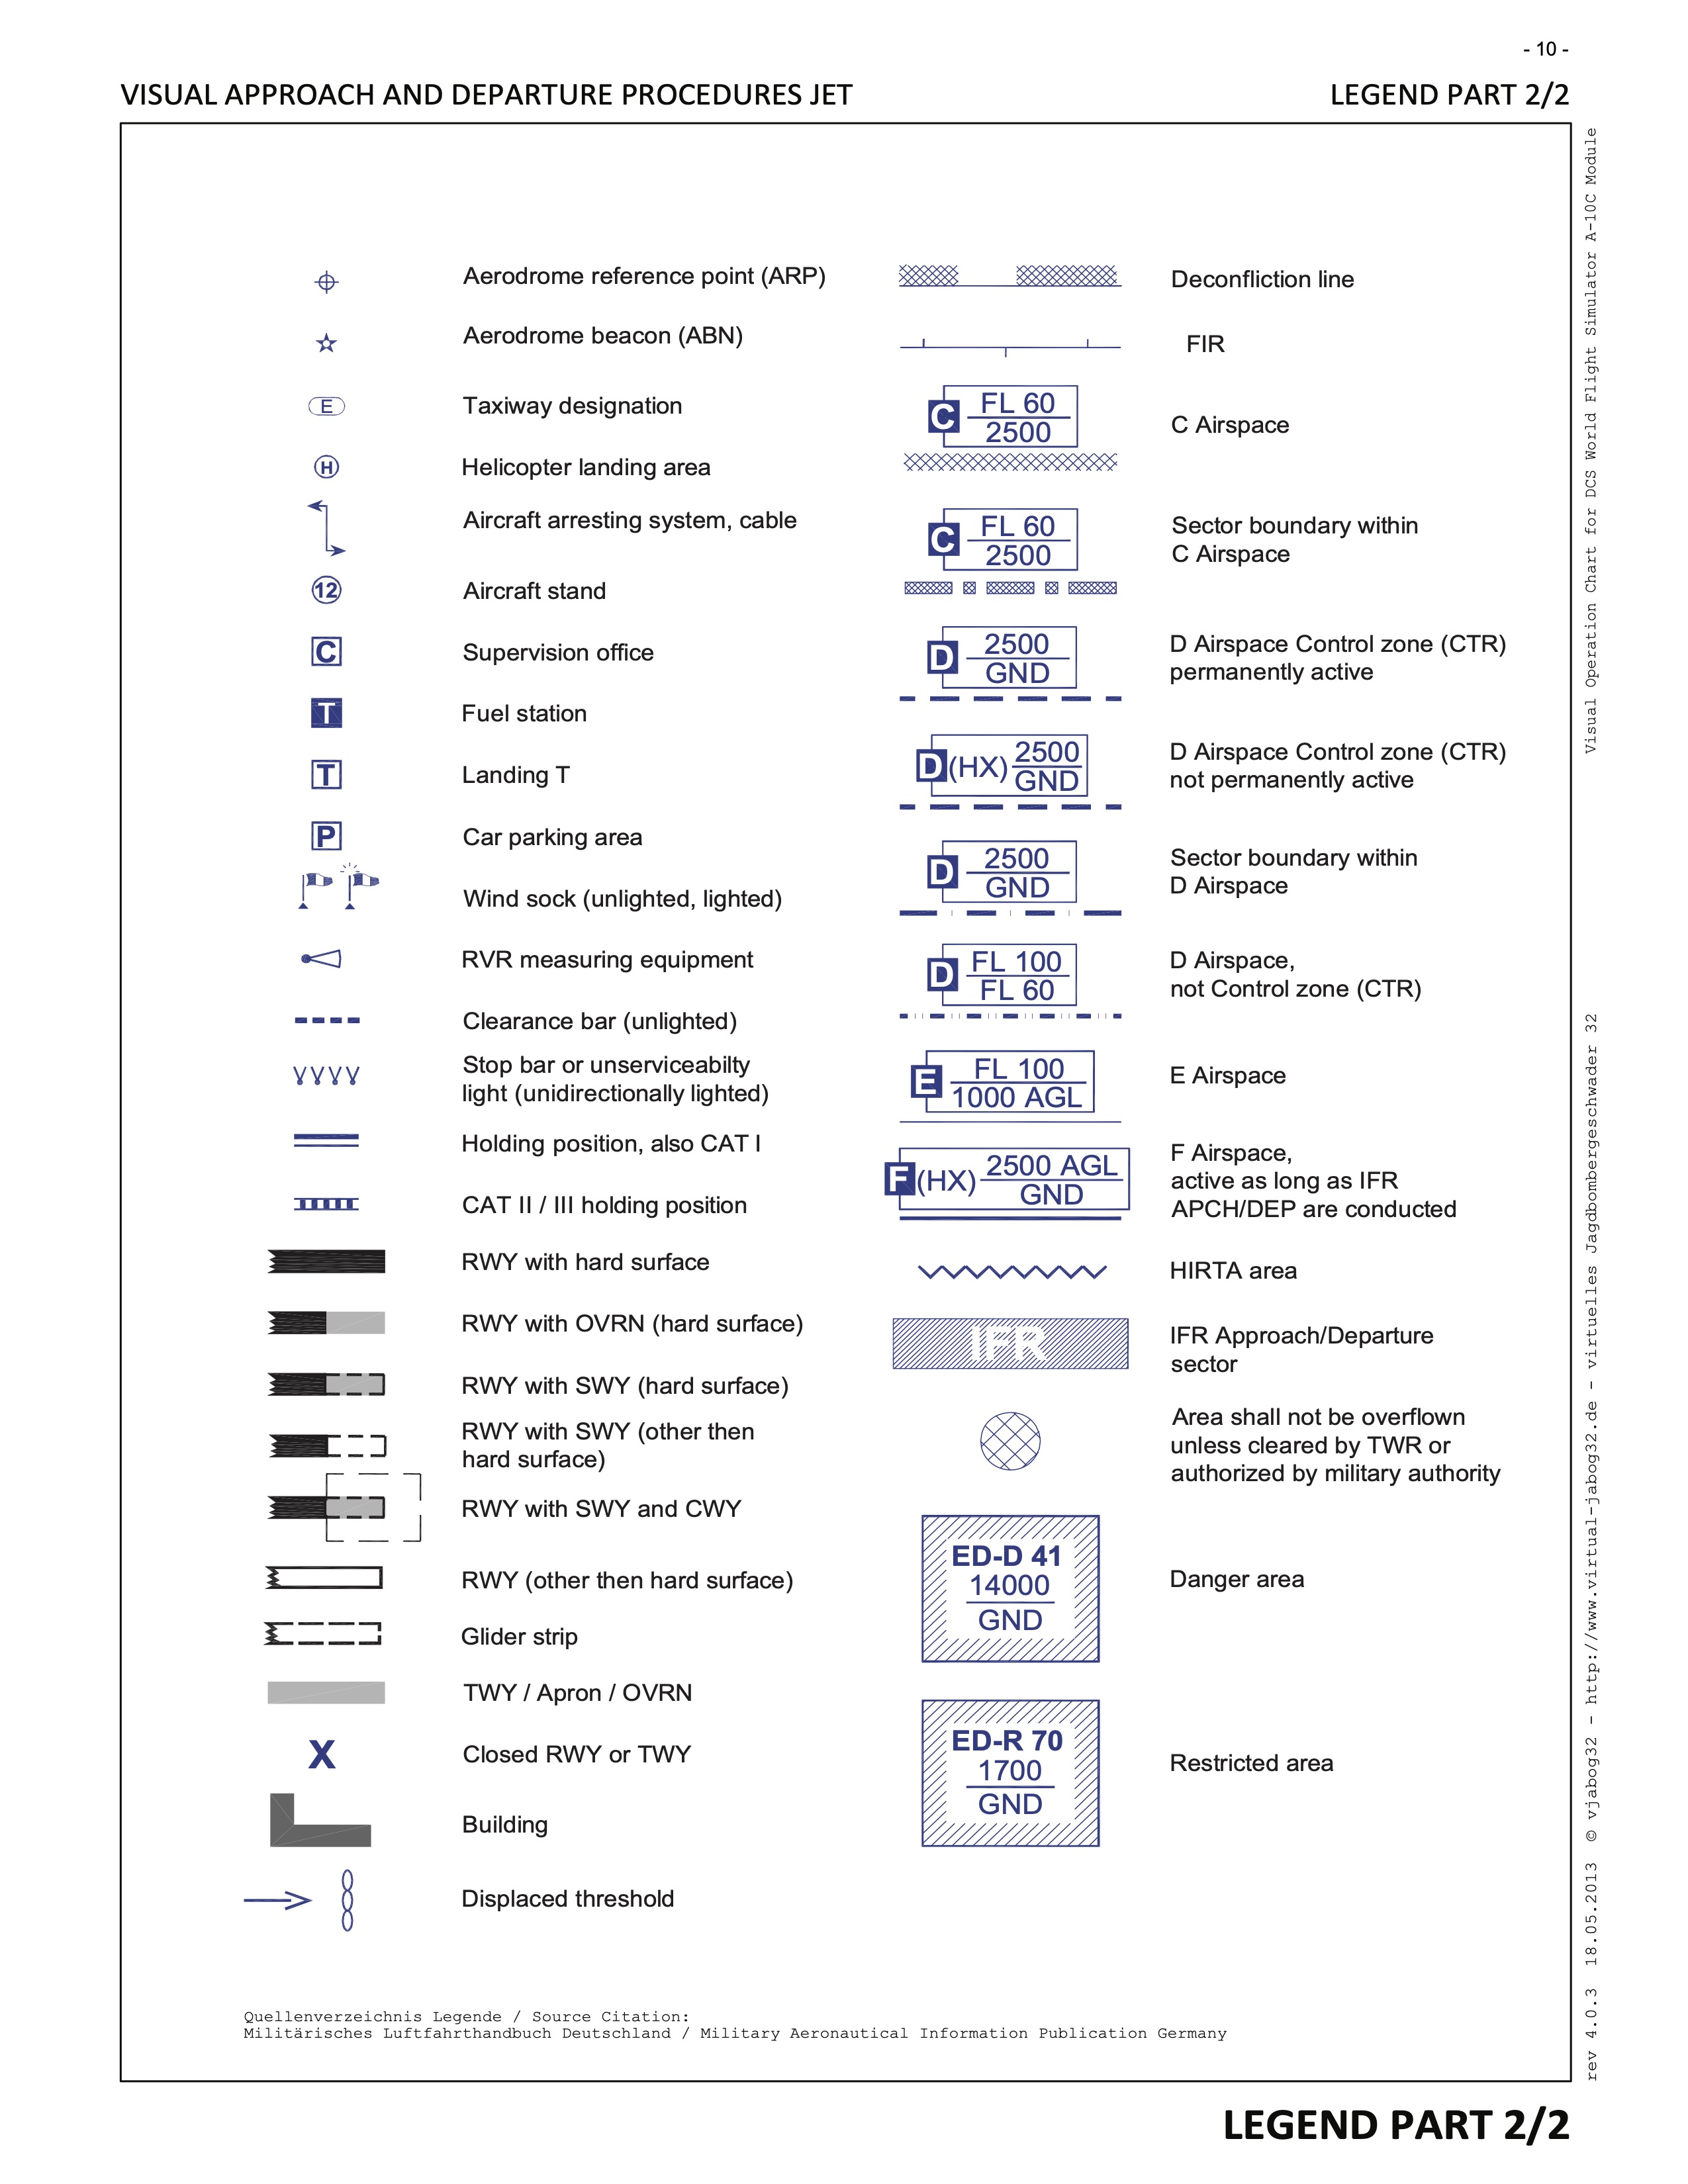 - 10 -
VISUAL APPROACH AND DEPARTURE PROCEDURES JET
LEGEND PART 2/2
Aerodrome reference point (ARP)
Aerodrome beacon (ABN)
E
Taxiway designation
H
Helicopter landing area
Aircraft arresting system, cable
12
Aircraft stand
C
Supervision office
T
Fuel station
T
Landing T
P
Car parking area
Wind sock (unlighted, lighted)
RVR measuring equipment
Clearance bar (unlighted)
Stop bar or unserviceabilty
light (unidirectionally lighted)
Holding position, also CAT I
CAT II / III holding position
RWY with hard surface
RWY with OVRN (hard surface)
RWY with SWY (hard surface)
RWY with SWY (other then
hard surface)
RWY with SWY and CWY
RWY (other then hard surface)
Glider strip
TWY / Apron / OVRN
X
Closed RWY or TWY
Building
Displaced threshold
Deconfliction line
FIR
C FL 60
2500
C Airspace
C FL 60
2500
Sector boundary within
C Airspace
D 2500
GND
D Airspace Control zone (CTR)
permanently active
D (HX) 2500
GND
D Airspace Control zone (CTR)
not permanently active
D 2500
GND
Sector boundary within
D Airspace
D FL 100
FL 60
D Airspace,
not Control zone (CTR)
E FL 100
1000 AGL
E Airspace
F (HX) 2500 AGL
GND
F Airspace,
active as long as IFR
APCH/DEP are conducted
HIRTA area
IFR
IFR Approach/Departure
sector
Area shall not be overflown
unless cleared by TWR or
authorized by military authority
ED-D 41
14000
GND
Danger area
ED-R 70
1700
GND
Restricted area
Quellenverzeichnis Legende / Source Citation:
Militärisches Luftfahrthandbuch Deutschland / Military Aeronautical Information Publication Germany
rev 4.0.3 18.05.2013 © vjabog32 - http://www.virtual-jabog32.de - virtuelles Jagdbombergeschwader 32
Visual Operation Chart for DCS World Flight Simulator A-10C Module
LEGEND PART 2/2